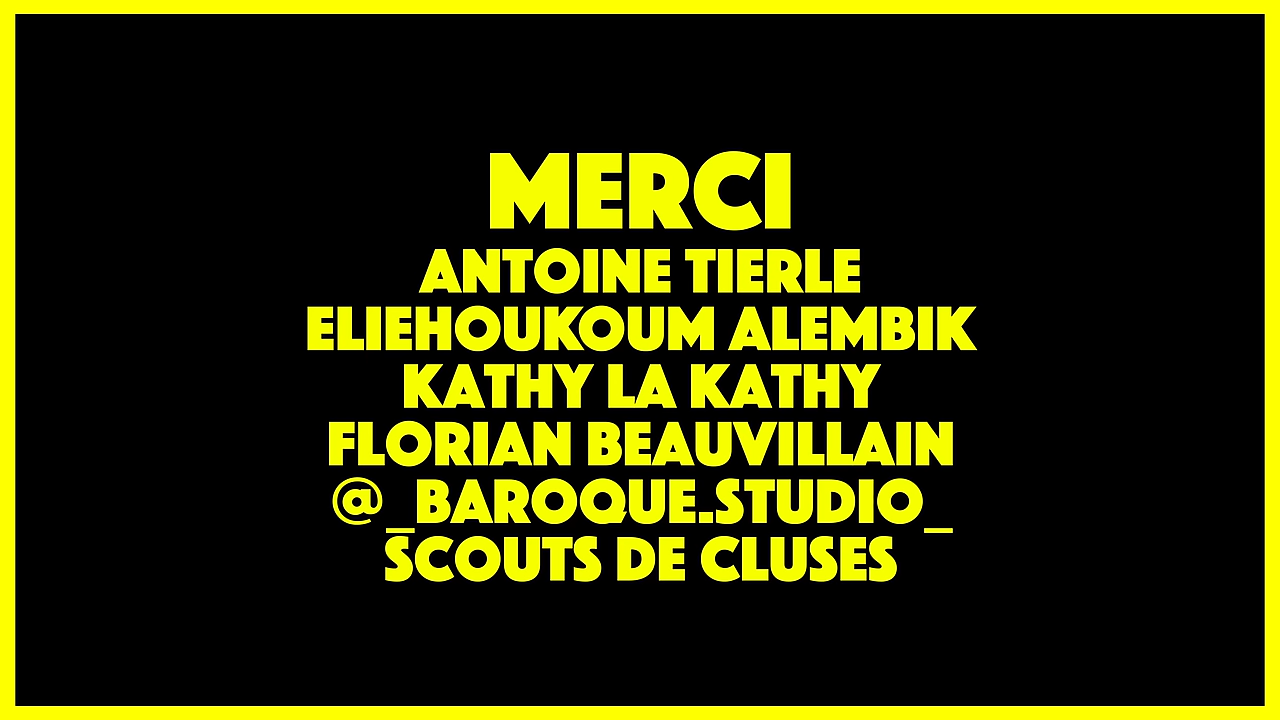 MERCI
ANTOINE TIERLE
ELIEHOUKOUM ALEMBIK
KATHY LA KATHY
FLORIAN BEAUVILLAIN
@_BAROQUE.STUDIO_
SCOUTS DE CLUSES